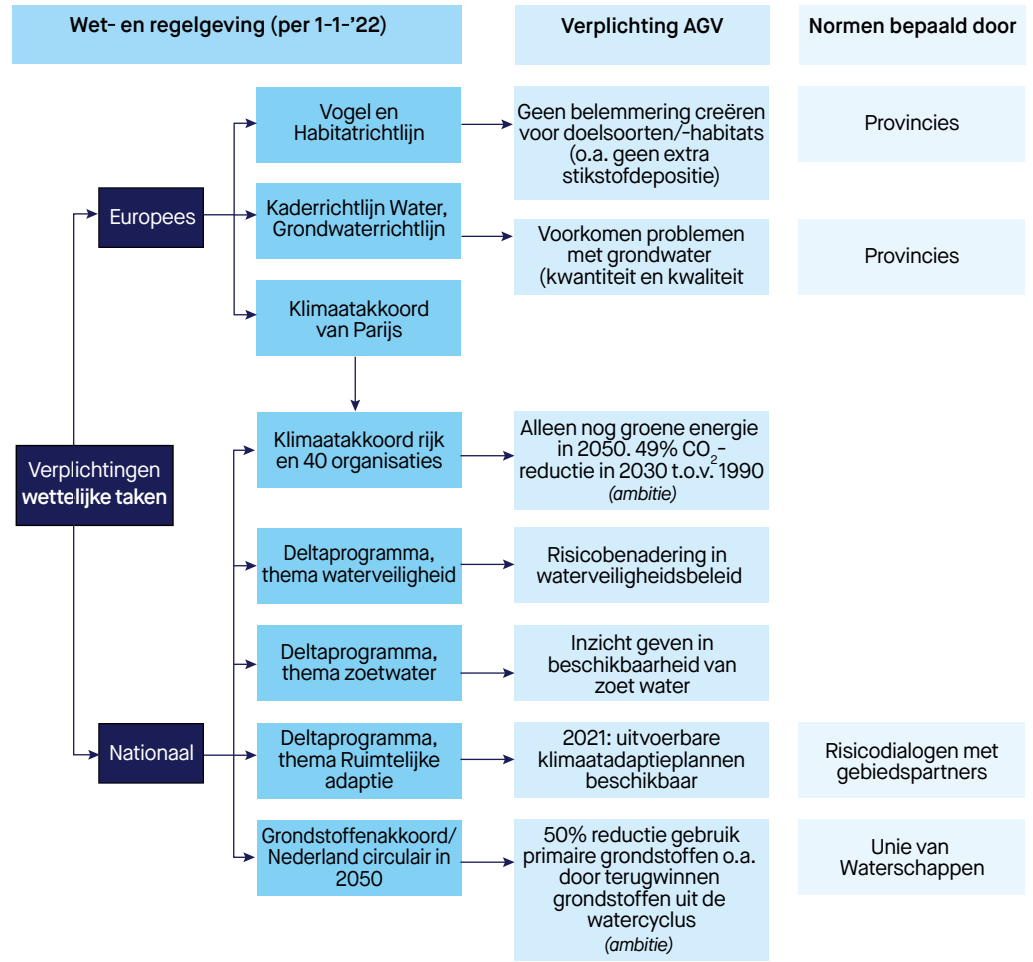 Wet- en regelgeving (per 1-1-'22)
Verplichting AGV
Normen bepaald door
Vogel en
Habitatrichtlijn
Geen belemmering creëren
voor doelsoorten/-habitats
(o.a. geen extra
stikstofdepositie)
Provincies
Europees
Kaderrichtlijn Water,
Grondwaterrichtlijn
Voorkomen problemen
met grondwater
(kwantiteit en kwaliteit
Provincies
Klimaatakkoord
van Parijs
Verplichtingen
wettelijke taken
Klimaatakkoord rijk
en 40 organisaties
Alleen nog groene energie
in 2050. 49% CO₂-
reductie in 2030 t.o.v. 1990
(ambitie)
Deltaprogramma,
thema waterveiligheid
Risicobenadering in
waterveiligheidsbeleid
Deltaprogramma,
thema zoetwater
Inzicht geven in
beschikbaarheid van
zoet water
Nationaal
Deltaprogramma,
thema Ruimtelijke
adaptie
2021: uitvoerbare
klimaatadaptieplannen
beschikbaar
Risicodialogen met
gebiedspartners
Grondstoffenakkoord/
Nederland circulair in
2050
50% reductie gebruik
primaire grondstoffen o.a.
door terugwinnen
grondstoffen uit de
watercyclus
(ambitie)
Unie van
Waterschappen